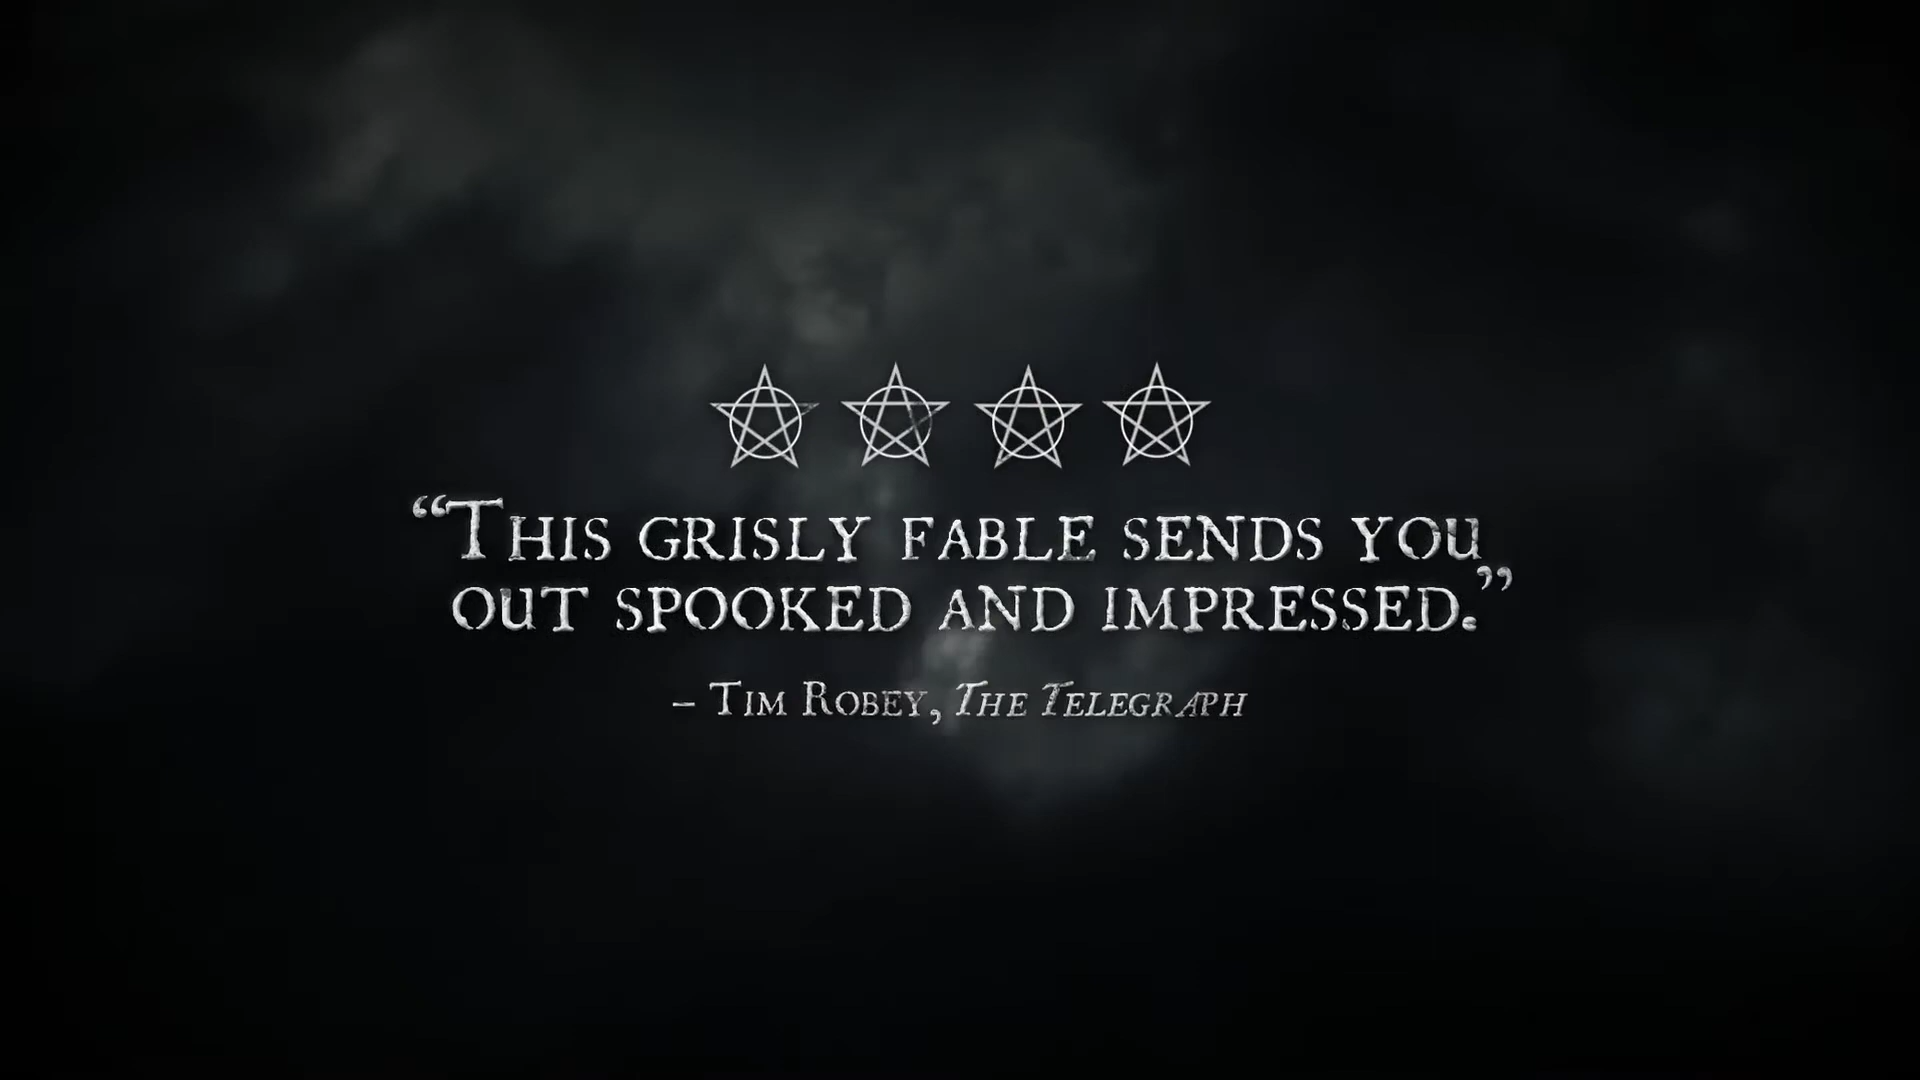 “This grisly fable sends you
out spooked and impressed.”
– Tim Robey, The Telegraph